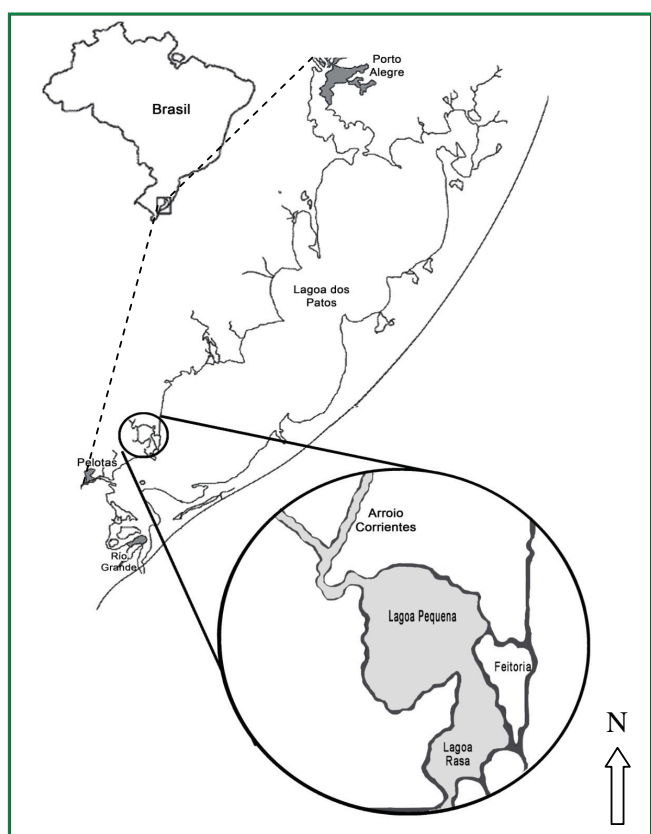 Porto
Alegre
Brasil
Lagoa dos
Patos
Pelotas
Rio
Grande
Arroio
Corrientes
Lagoa Pequena
Feitoria
Lagoa
Rasa
N